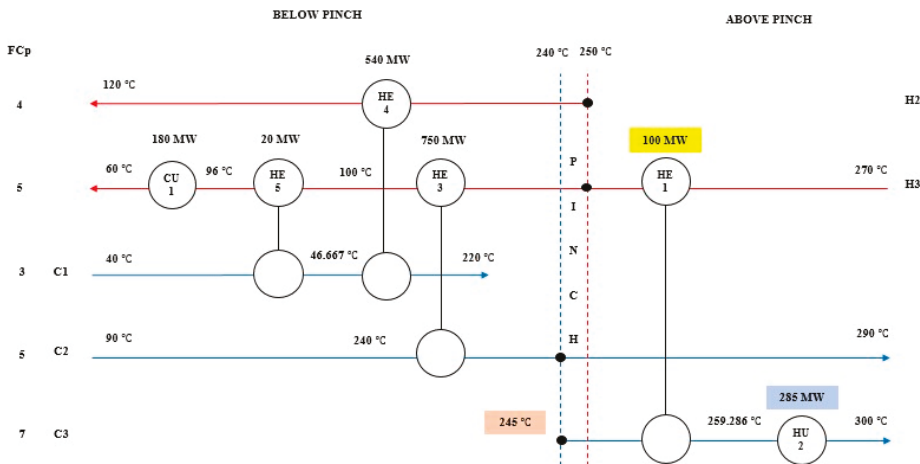 BELOW PINCH
ABOVE PINCH
FCp
540 MW
240 °C
250 °C
120 °C
4
HE
4
H2
180 MW
20 MW
750 MW
P
100 MW
60 °C
96 °C
100 °C
270 °C
5
CU
1
HE
5
HE
3
I
HE
1
H3
N
40 °C
46.667 °C
220 °C
3
C1
C
90 °C
240 °C
H
290 °C
5
C2
285 MW
245 °C
259.286 °C
300 °C
7
C3
HU
2